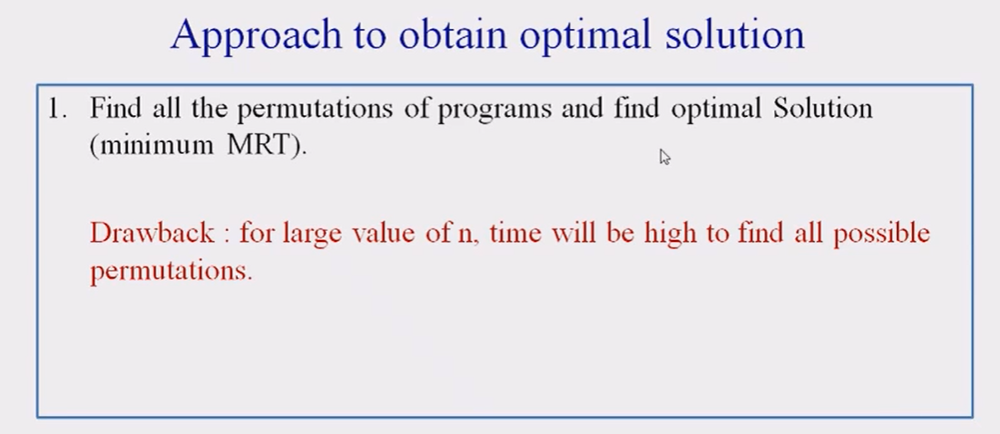 Approach to obtain optimal solution
1. Find all the permutations of programs and find optimal Solution
(minimum MRT).
Drawback : for large value of n, time will be high to find all possible
permutations.